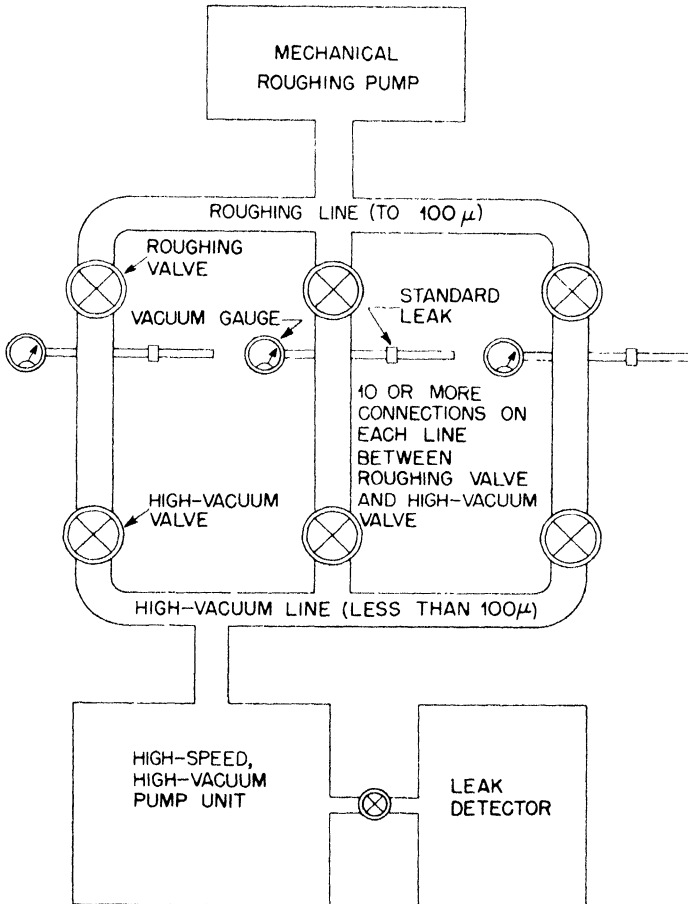 MECHANICAL
ROUGHING PUMP
ROUGHING LINE (TO 100 μ)
ROUGHING
VALVE
VACUUM GAUGE
STANDARD
LEAK
10 OR MORE
CONNECTIONS ON
EACH LINE
BETWEEN
ROUGHING VALVE
AND HIGH-VACUUM
VALVE
HIGH-VACUUM
VALVE
HIGH-VACUUM LINE (LESS THAN 100μ)
HIGH-SPEED,
HIGH-VACUUM
PUMP UNIT
LEAK
DETECTOR